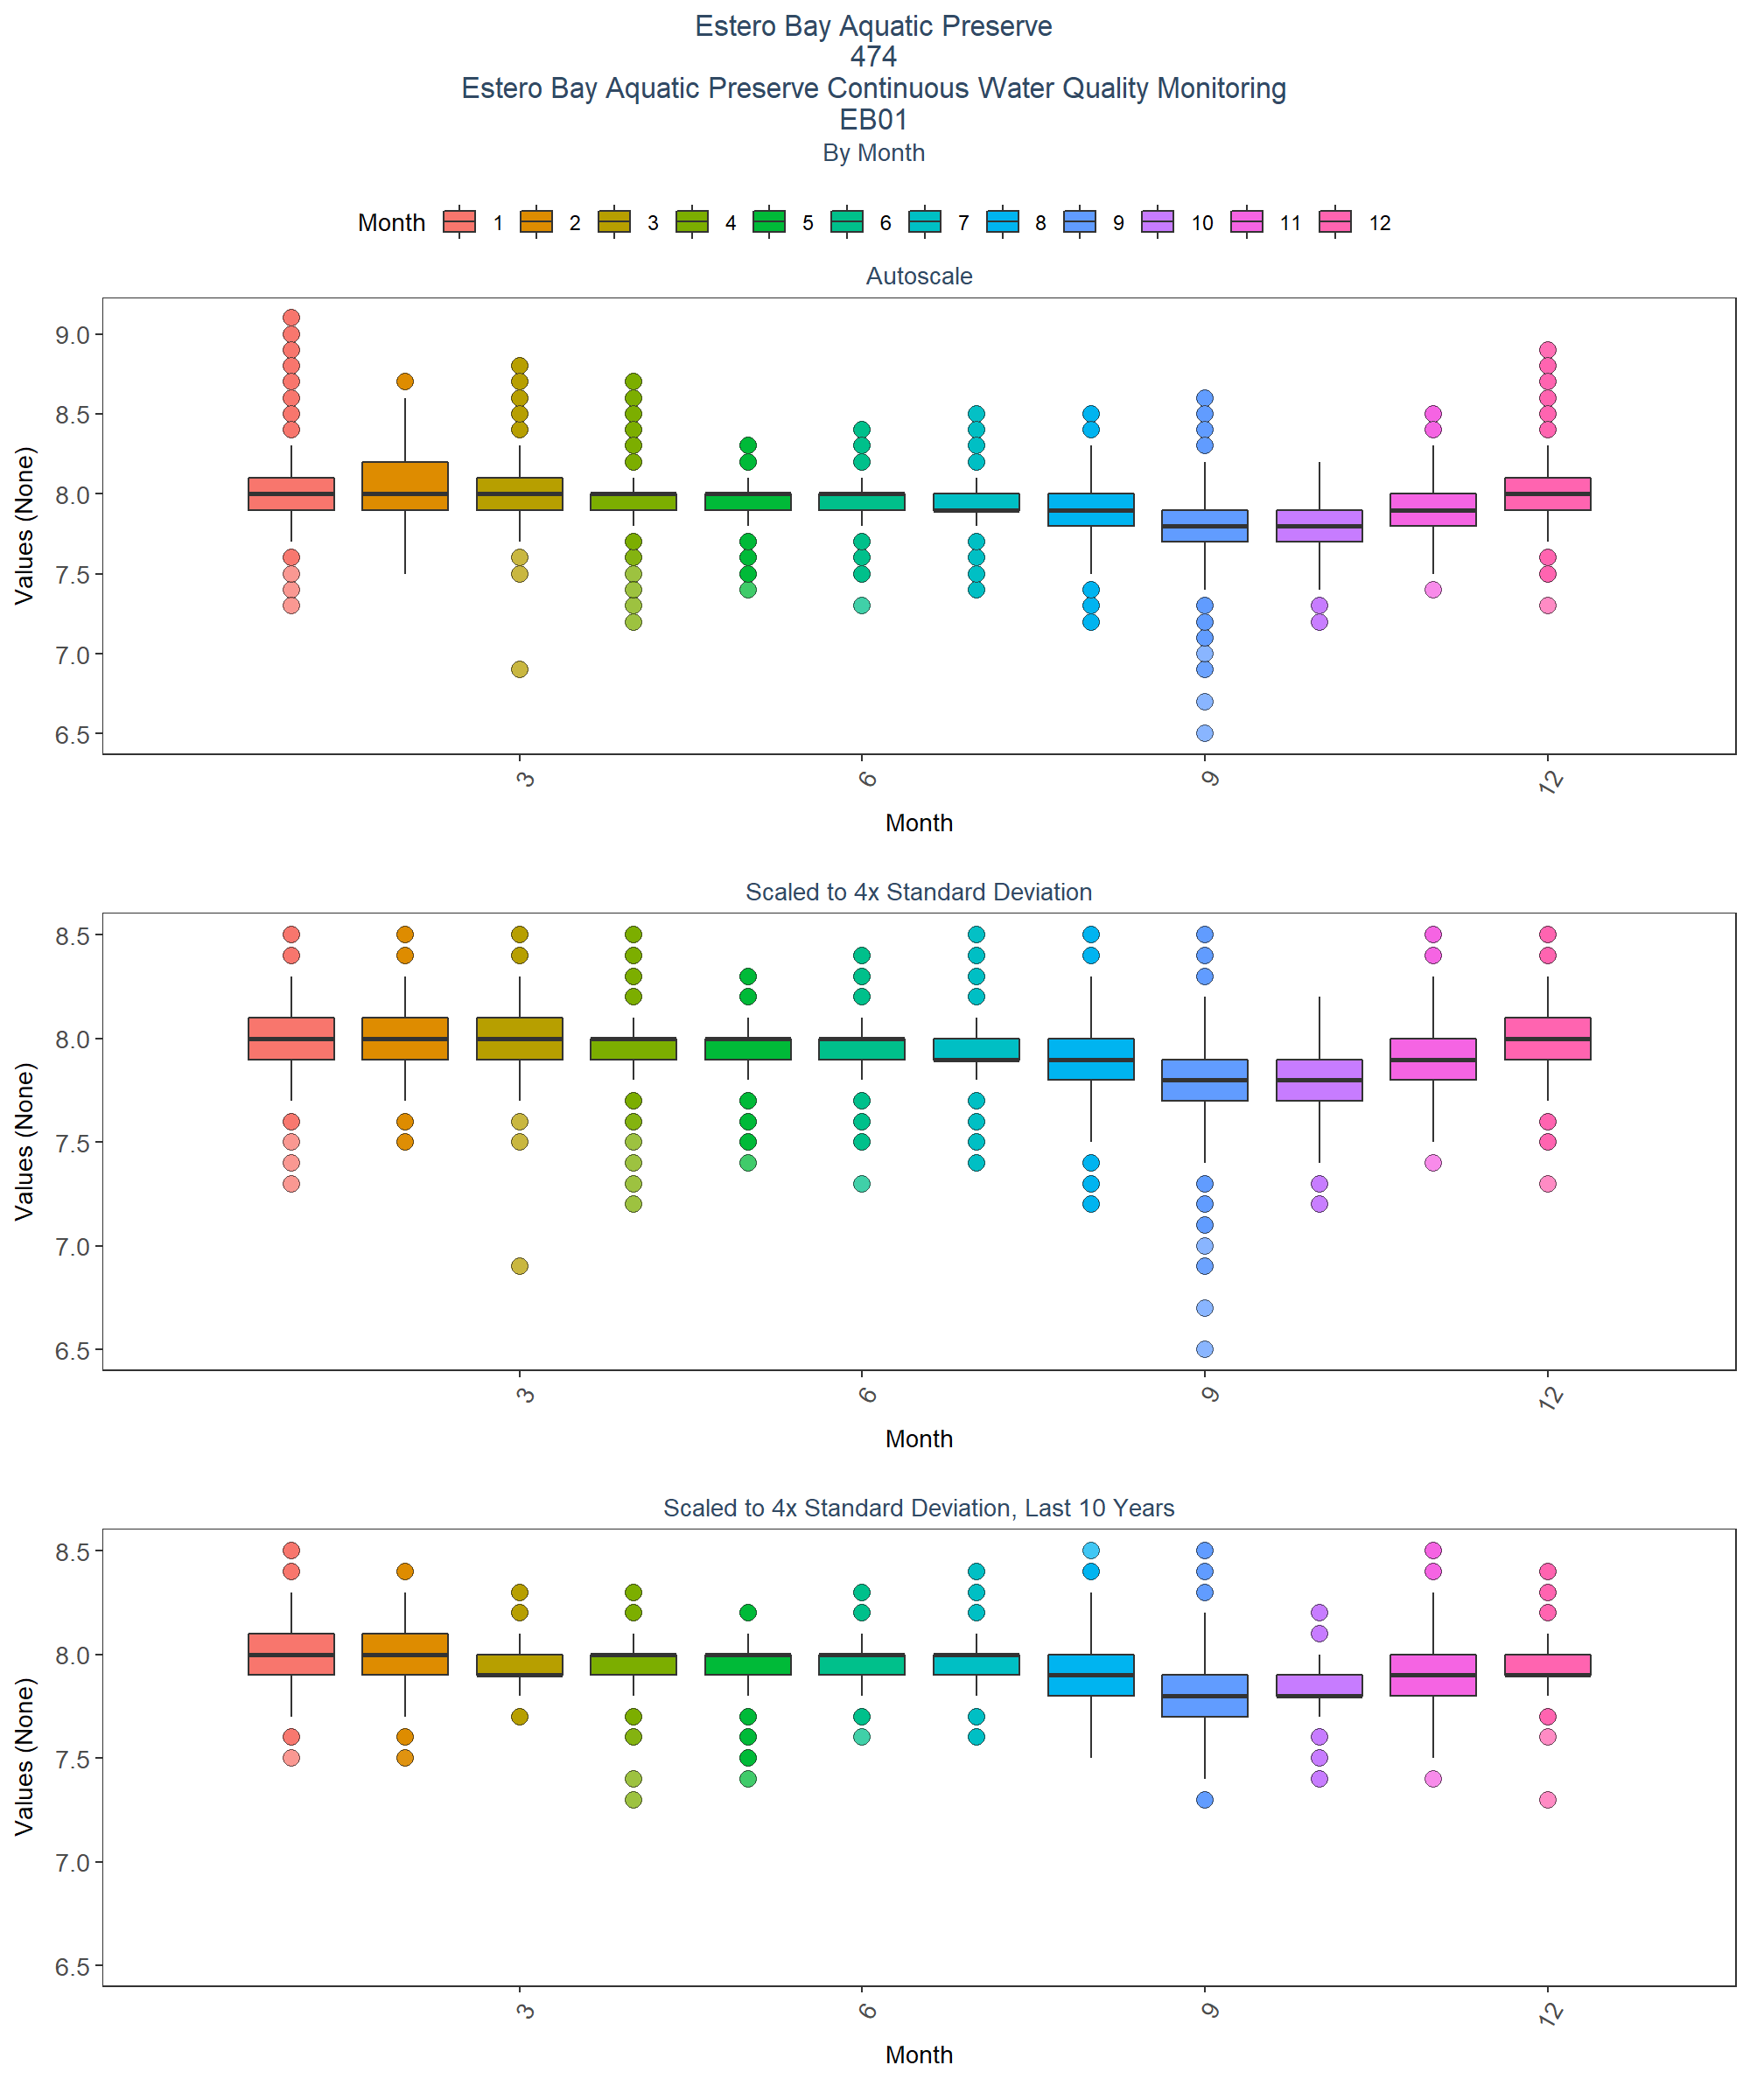 Estero Bay Aquatic Preserve
474
Estero Bay Aquatic Preserve Continuous Water Quality Monitoring
EB01
By Month
Month 1 2 3 4 5 6 7 8 9 10 11 12
Autoscale
Values (None)
9.0
8.5
8.0
7.5
7.0
6.5
3 6 9 12
Month
Scaled to 4x Standard Deviation
Values (None)
8.5
8.0
7.5
7.0
6.5
3 6 9 12
Month
Scaled to 4x Standard Deviation, Last 10 Years
Values (None)
8.5
8.0
7.5
7.0
6.5
3 6 9 12
Month